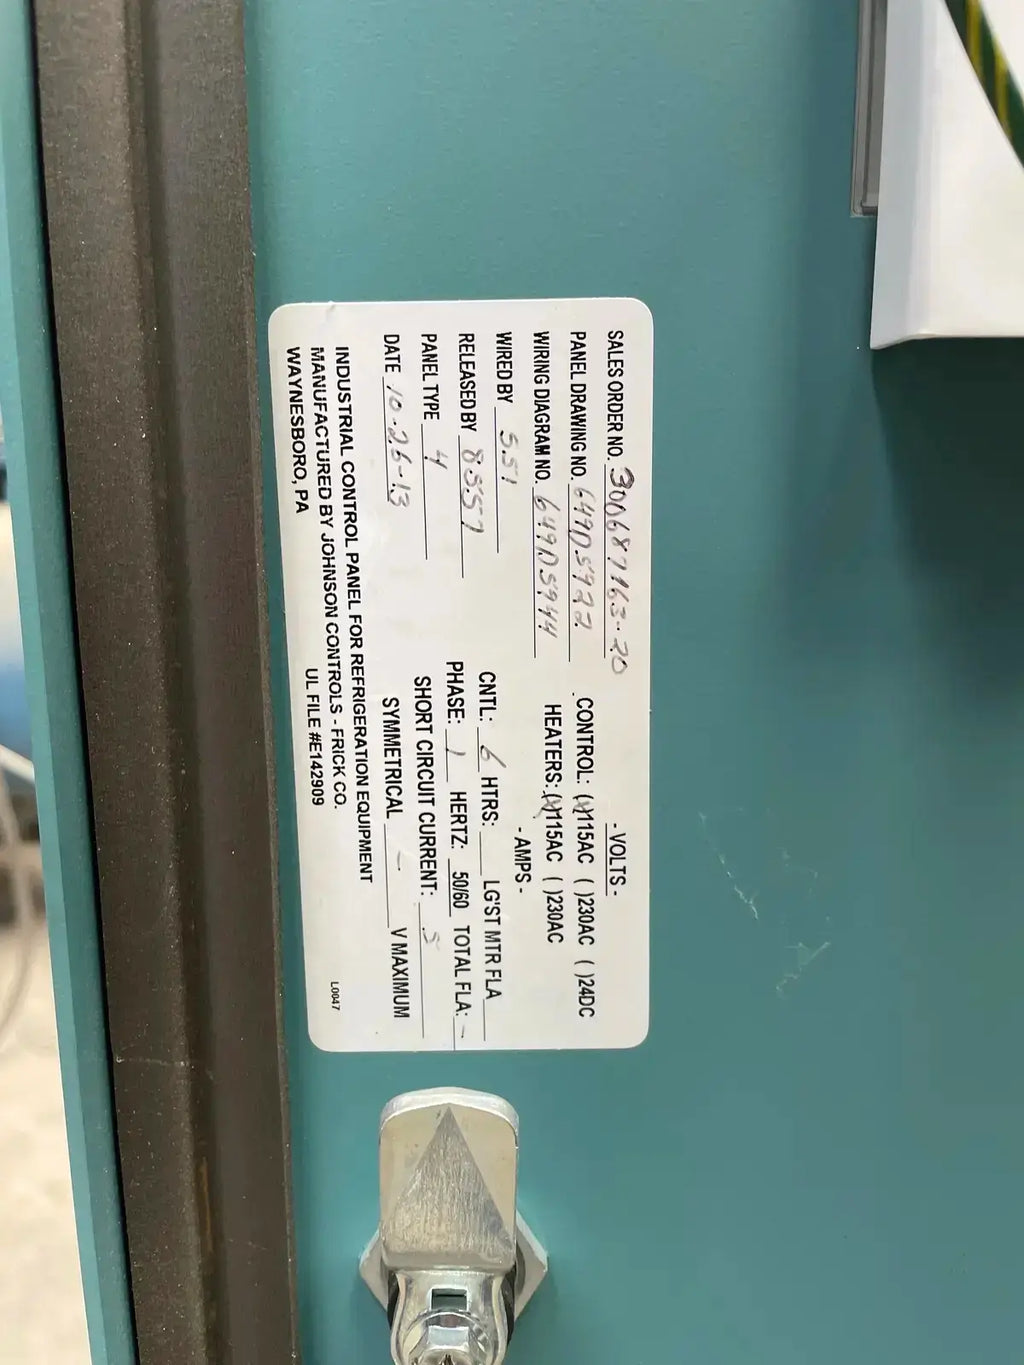 SALES ORDER NO. 300687163-20
PANEL DRAWING NO. 649D5922
WIRING DIAGRAM NO. 649D5944
WIRED BY 551
RELEASED BY 8557
PANEL TYPE 4
DATE 10-26-13
- VOLTS -
CONTROL: (X)115AC ( )230AC ( )24DC
HEATERS: (X)115AC ( )230AC
- AMPS -
CNTL: 6 HTRS: LG'ST MTR FLA
PHASE: 1 HERTZ: 50/60 TOTAL FLA: -
SHORT CIRCUIT CURRENT: 5
SYMMETRICAL - V MAXIMUM
INDUSTRIAL CONTROL PANEL FOR REFRIGERATION EQUIPMENT
MANUFACTURED BY JOHNSON CONTROLS - FRICK CO.
WAYNESBORO, PA UL FILE #E142909
L0047